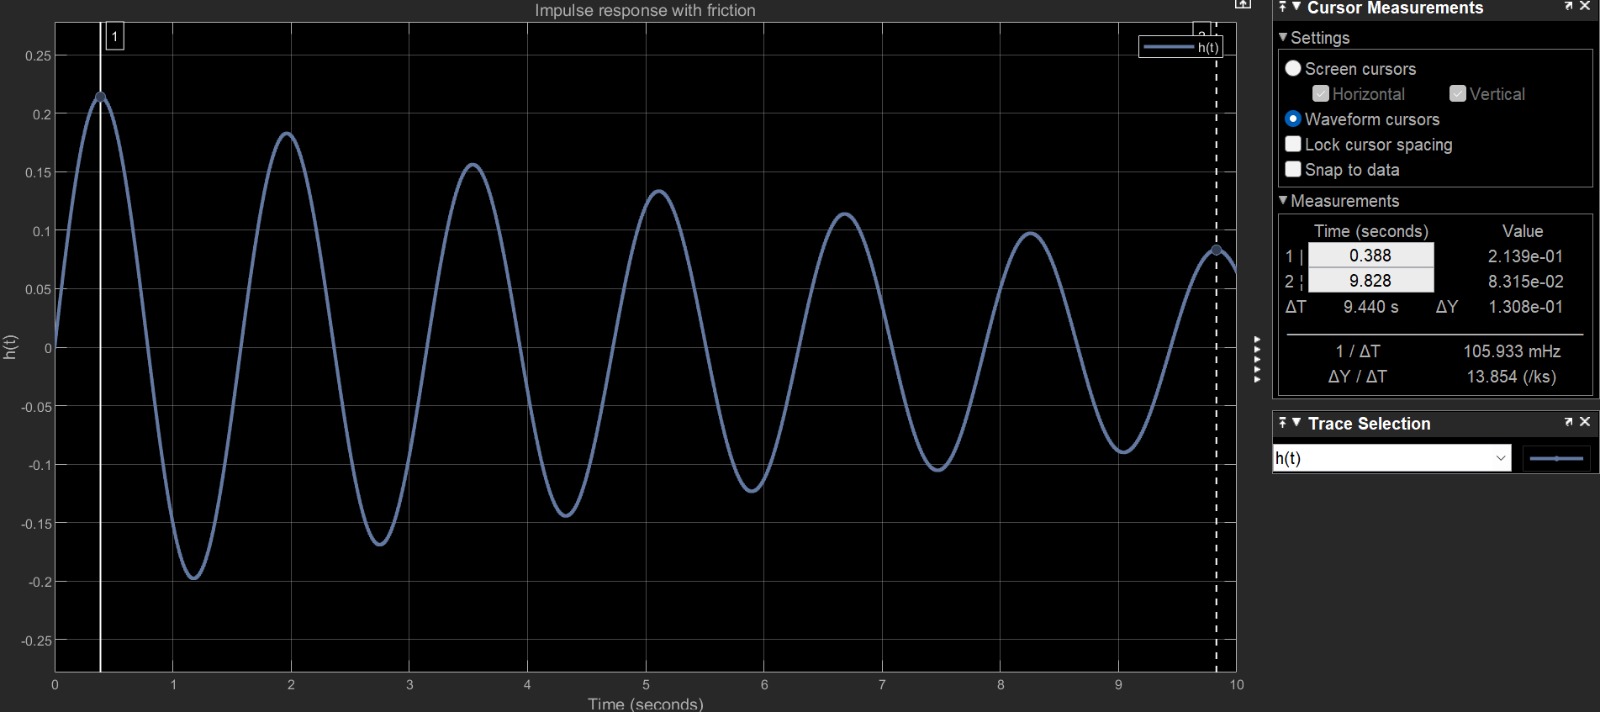 Impulse response with friction
1
2
h(t)
0.25
0.2
0.15
0.1
0.05
0
-0.05
-0.1
-0.15
-0.2
-0.25
h(t)
0 1 2 3 4 5 6 7 8 9 10
Time (seconds)
Cursor Measurements
Settings
Screen cursors
Horizontal Vertical
Waveform cursors
Lock cursor spacing
Snap to data
Measurements
Time (seconds) Value
1 | 0.388 2.139e-01
2 ¦ 9.828 8.315e-02
ΔT 9.440 s ΔY 1.308e-01
1 / ΔT 105.933 mHz
ΔY / ΔT 13.854 (/ks)
Trace Selection
h(t)